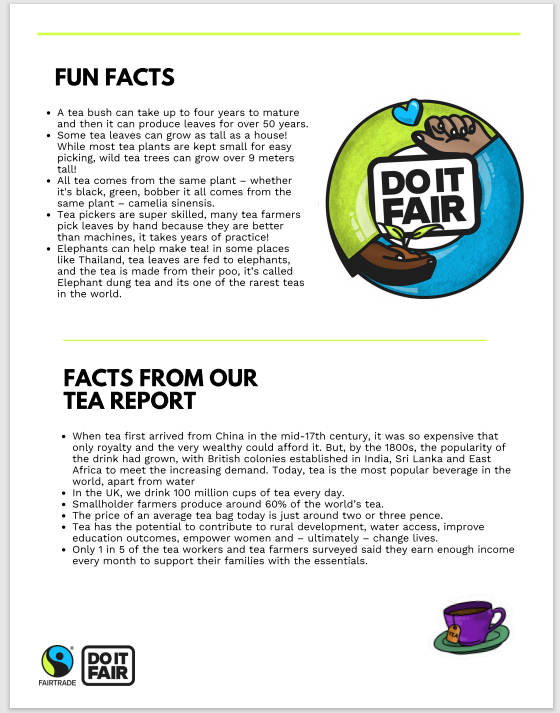 FUN FACTS
• A tea bush can take up to four years to mature
and then it can produce leaves for over 50 years.
• Some tea leaves can grow as tall as a house!
While most tea plants are kept small for easy
picking, wild tea trees can grow over 9 meters
tall!
• All tea comes from the same plant – whether
it's black, green, bobber it all comes from the
same plant – camelia sinensis.
• Tea pickers are super skilled, many tea farmers
pick leaves by hand because they are better
than machines, it takes years of practice!
• Elephants can help make tea! in some places
like Thailand, tea leaves are fed to elephants,
and the tea is made from their poo, it's called
Elephant dung tea and its one of the rarest teas
in the world.
DO IT
FAIR
FACTS FROM OUR
TEA REPORT
• When tea first arrived from China in the mid-17th century, it was so expensive that
only royalty and the very wealthy could afford it. But, by the 1800s, the popularity of
the drink had grown, with British colonies established in India, Sri Lanka and East
Africa to meet the increasing demand. Today, tea is the most popular beverage in the
world, apart from water
• In the UK, we drink 100 million cups of tea every day.
• Smallholder farmers produce around 60% of the world's tea.
• The price of an average tea bag today is just around two or three pence.
• Tea has the potential to contribute to rural development, water access, improve
education outcomes, empower women and – ultimately – change lives.
• Only 1 in 5 of the tea workers and tea farmers surveyed said they earn enough income
every month to support their families with the essentials.
TEA
®
FAIRTRADE
DO IT
FAIR